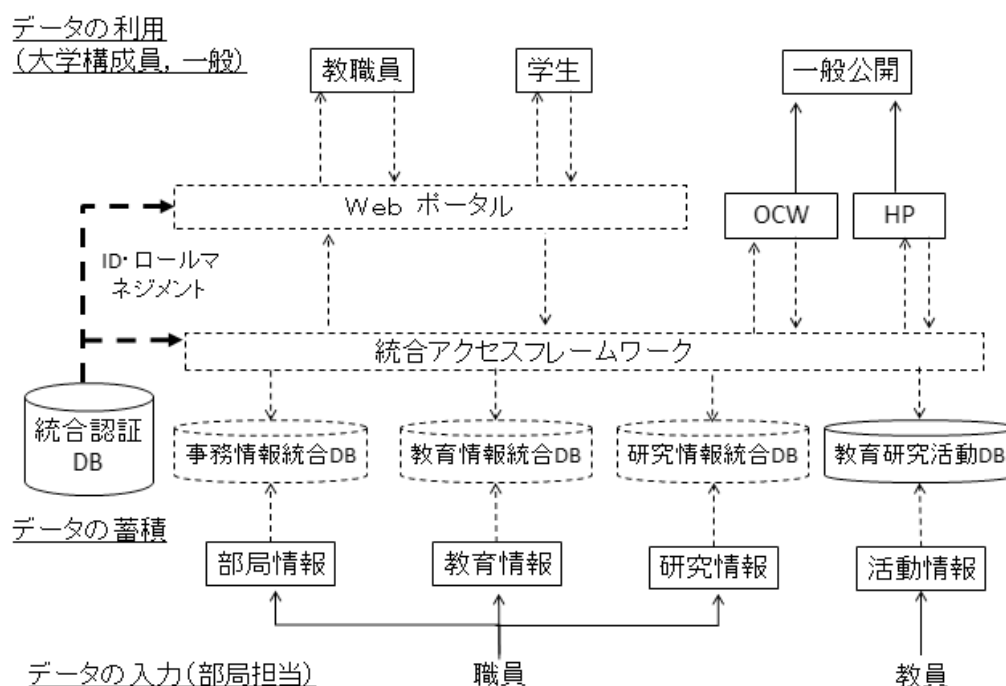 データの利用
(大学構成員, 一般)
教職員
学生
一般公開
Web ポータル
OCW
HP
ID・ロールマ
ネジメント
統合アクセスフレームワーク
統合認証
DB
事務情報統合DB
教育情報統合DB
研究情報統合DB
教育研究活動DB
データの蓄積
部局情報
教育情報
研究情報
活動情報
データの入力(部局担当)
職員
教員